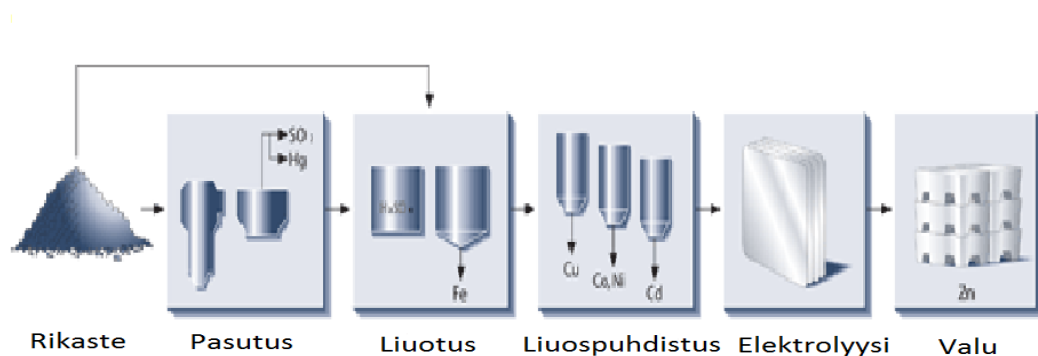 SO₂
Hg
H₂SO₄
Fe
Cu
Co,Ni
Cd
Zn
Rikaste
Pasutus
Liuotus
Liuospuhdistus
Elektrolyysi
Valu